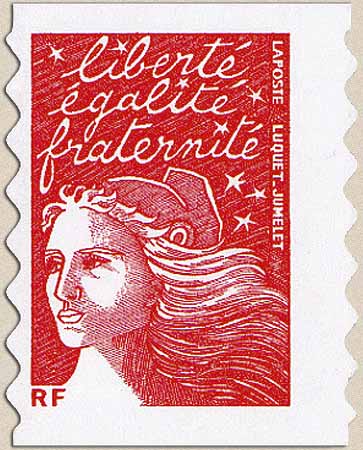 liberté
égalité
fraternité
LAPOSTE LUQUET-JUMELET
RF